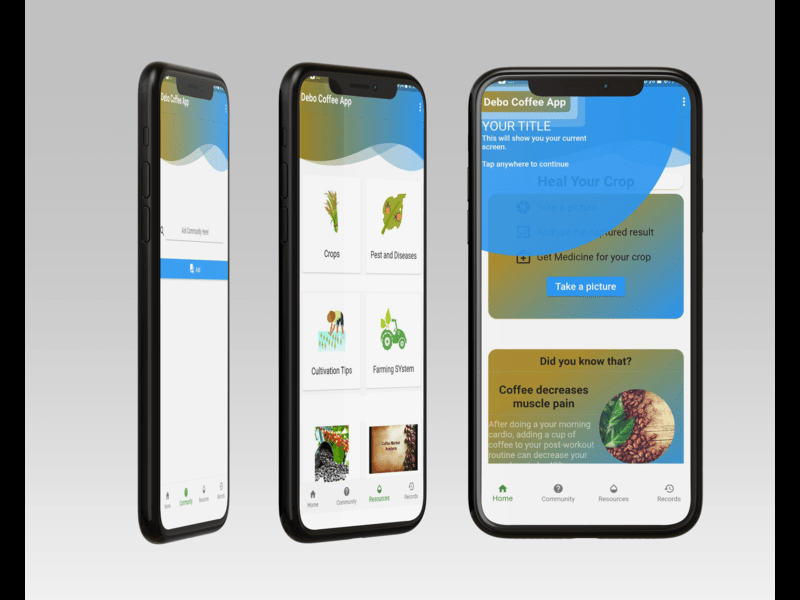 Debo Coffee App
Ask Community Here!
Ask
Home
Community
Resources
Records
Debo Coffee App
Crops
Pest and Diseases
Cultivation Tips
Farming SYstem
Coffee Market
Home
Community
Resources
Records
Debo Coffee App
YOUR TITLE
This will show you your current
screen.
Tap anywhere to continue
Heal Your Crop
Take a picture
captured result
Get Medicine for your crop
Take a picture
Did you know that?
Coffee decreases
muscle pain
After doing a your morning
cardio, adding a cup of
coffee to your post-workout
routine can decrease your
Home
Community
Resources
Records